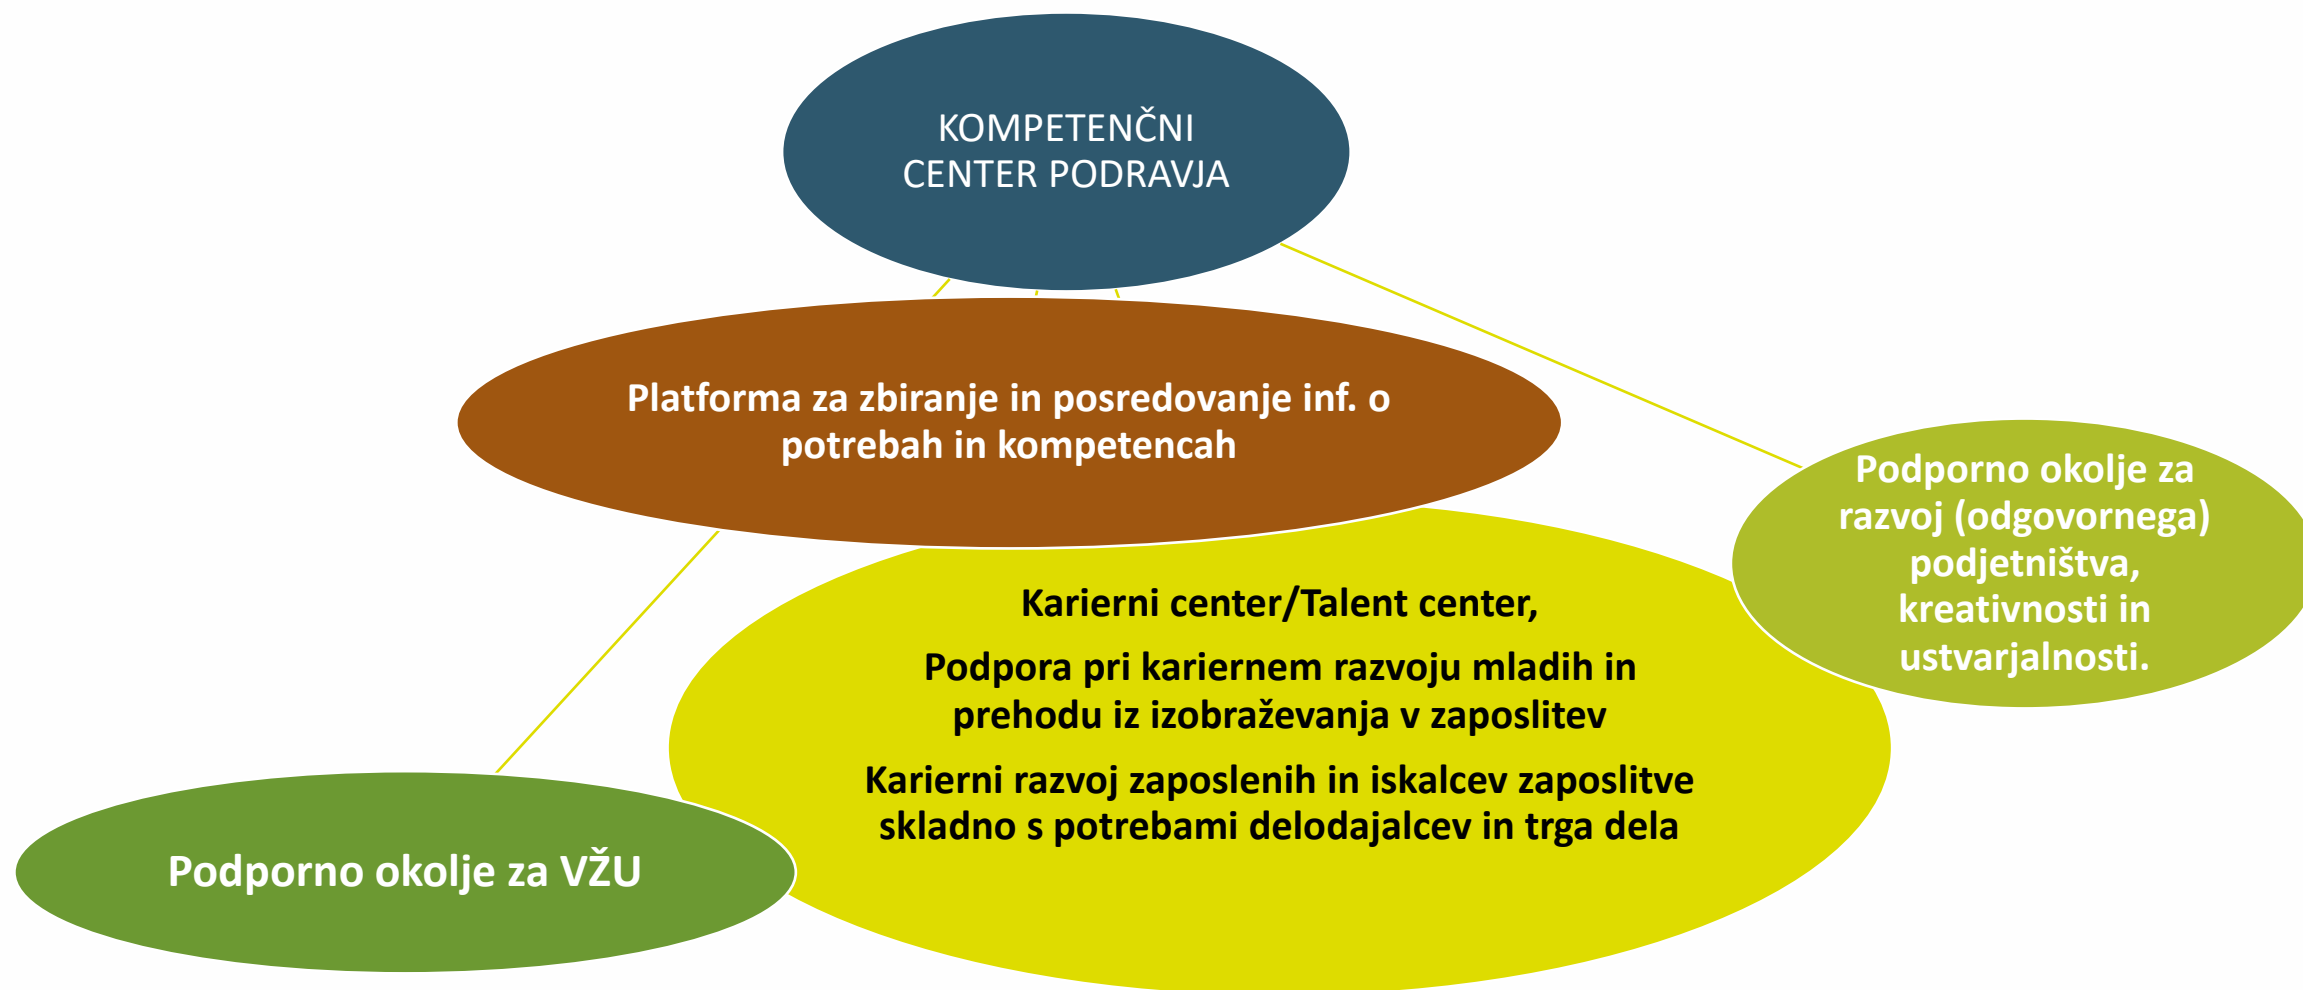 KOMPETENČNI
CENTER PODRAVJA
Platforma za zbiranje in posredovanje inf. o
potrebah in kompetencah
Podporno okolje za
razvoj (odgovornega)
podjetništva,
kreativnosti in
ustvarjalnosti.
Karierni center/Talent center,
Podpora pri kariernem razvoju mladih in
prehodu iz izobraževanja v zaposlitev
Karierni razvoj zaposlenih in iskalcev zaposlitve
skladno s potrebami delodajalcev in trga dela
Podporno okolje za VŽU